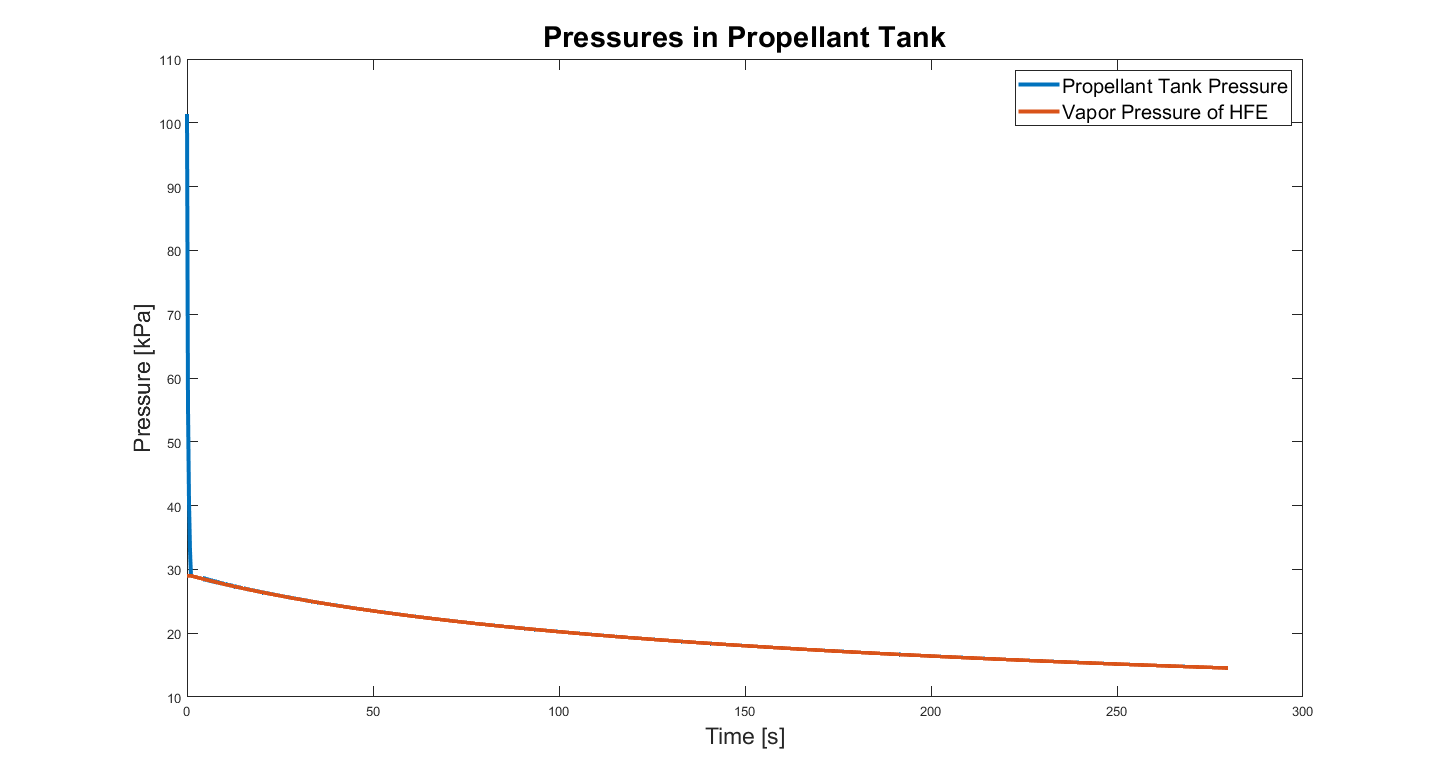 Pressures in Propellant Tank
Propellant Tank Pressure
Vapor Pressure of HFE
110
100
90
80
70
60
50
40
30
20
10
Pressure [kPa]
0 50 100 150 200 250 300
Time [s]